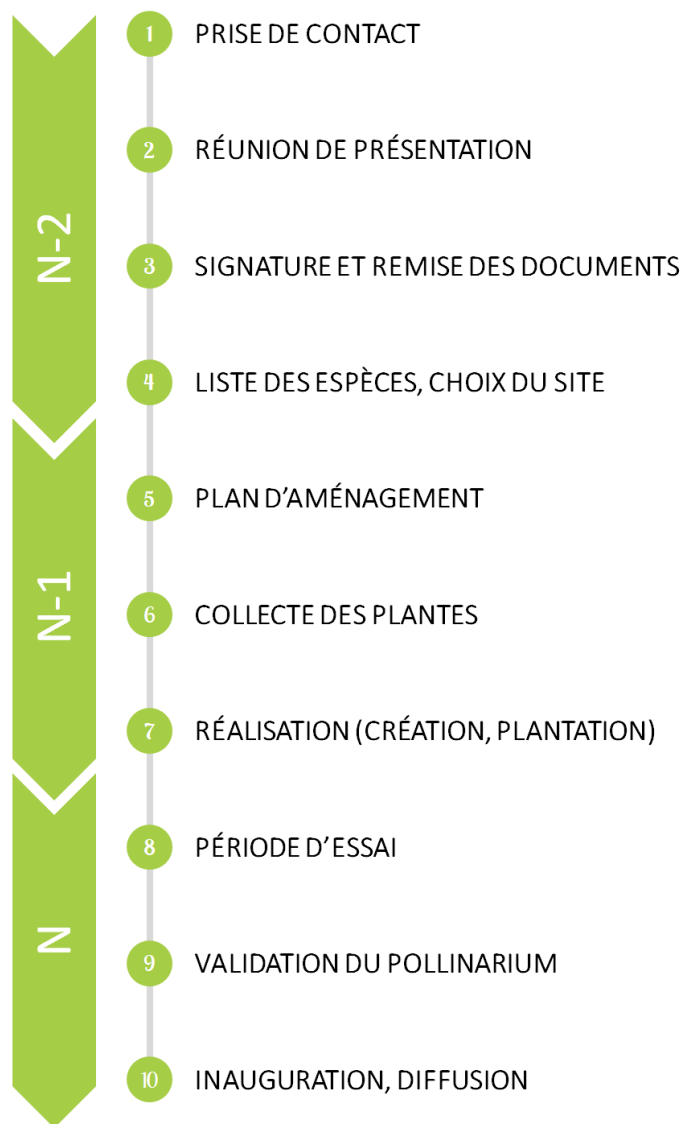 N-2
1 PRISE DE CONTACT
2 RÉUNION DE PRÉSENTATION
3 SIGNATURE ET REMISE DES DOCUMENTS
4 LISTE DES ESPÈCES, CHOIX DU SITE
N-1
5 PLAN D’AMÉNAGEMENT
6 COLLECTE DES PLANTES
7 RÉALISATION (CRÉATION, PLANTATION)
N
8 PÉRIODE D’ESSAI
9 VALIDATION DU POLLINARIUM
10 INAUGURATION, DIFFUSION